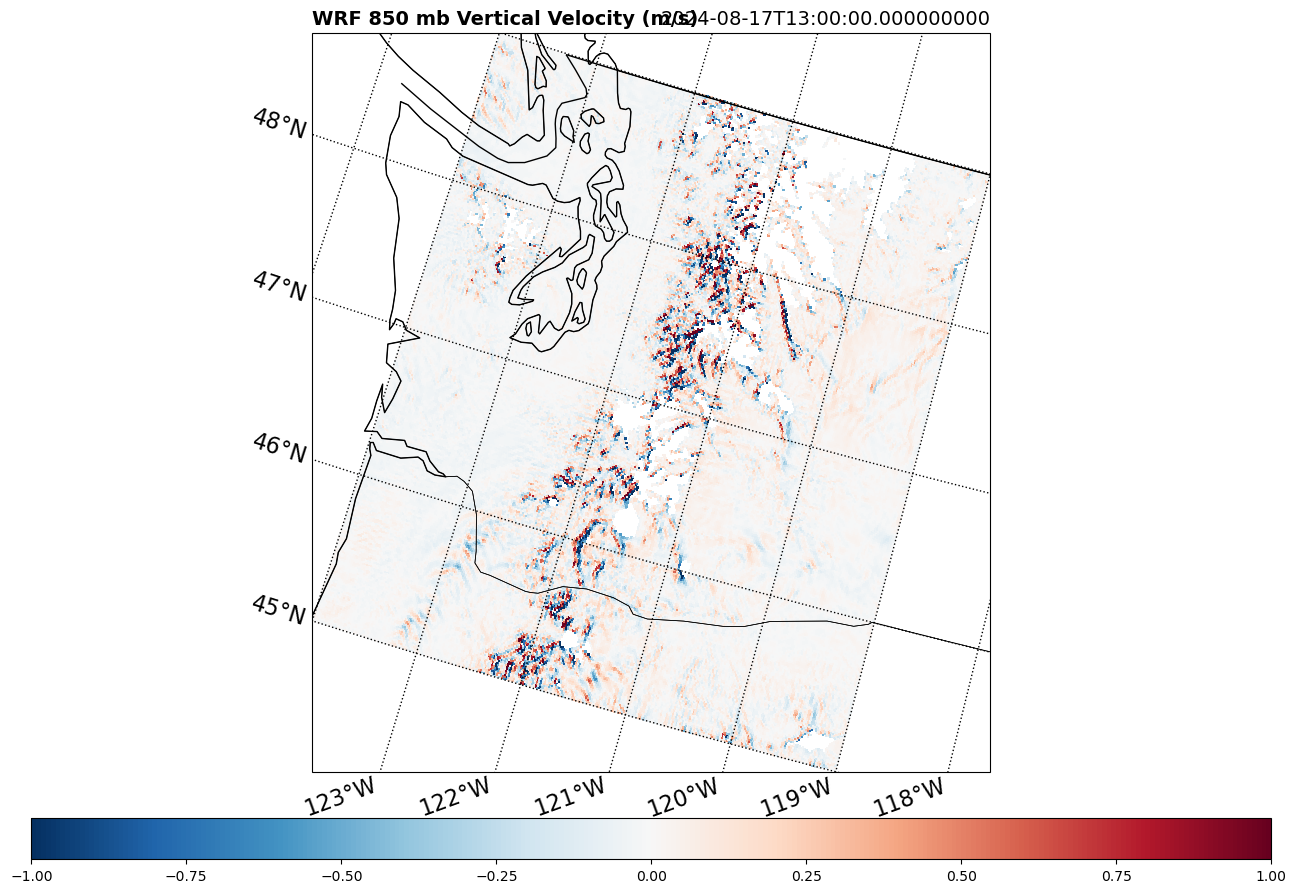 WRF 850 mb Vertical Velocity (m/s) 2024-08-17T13:00:00.000000000
48°N
47°N
46°N
45°N
123°W 122°W 121°W 120°W 119°W 118°W
−1.00 −0.75 −0.50 −0.25 0.00 0.25 0.50 0.75 1.00